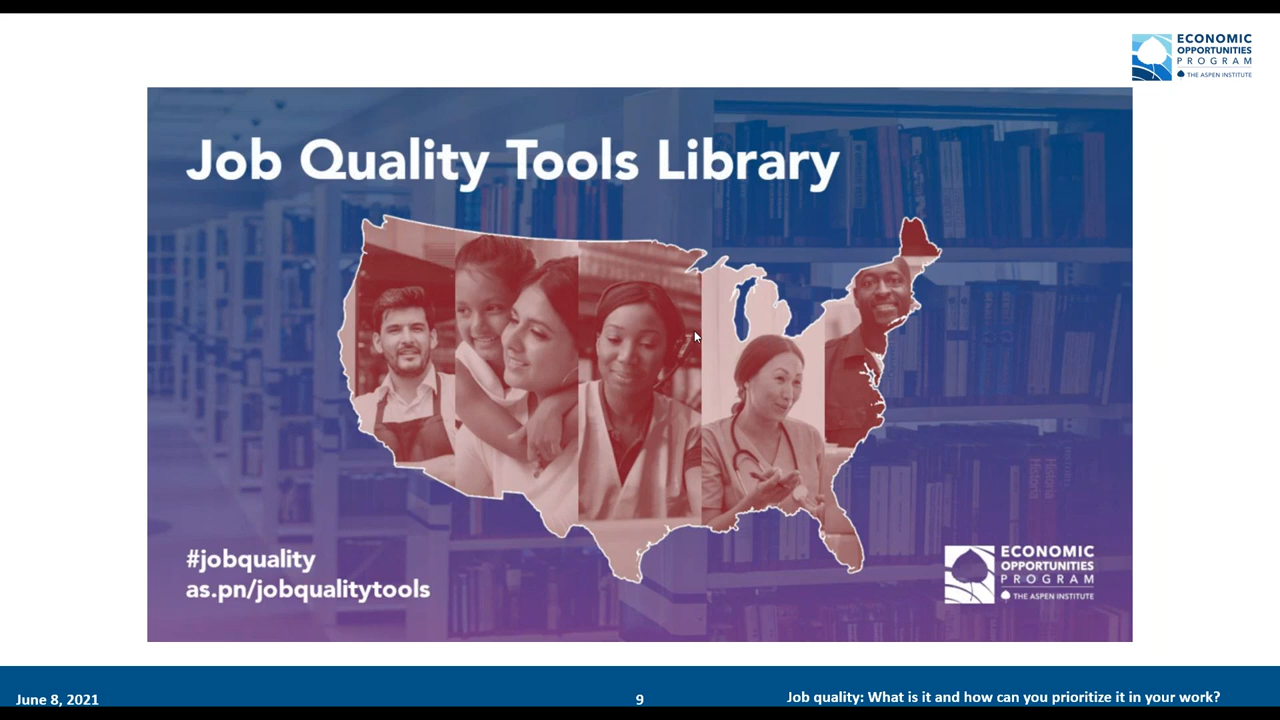 ECONOMIC
OPPORTUNITIES
PROGRAM
THE ASPEN INSTITUTE
Job Quality Tools Library
Historia
Historia
#jobquality
as.pn/jobqualitytools
ECONOMIC
OPPORTUNITIES
PROGRAM
THE ASPEN INSTITUTE
June 8, 2021
9
Job quality: What is it and how can you prioritize it in your work?